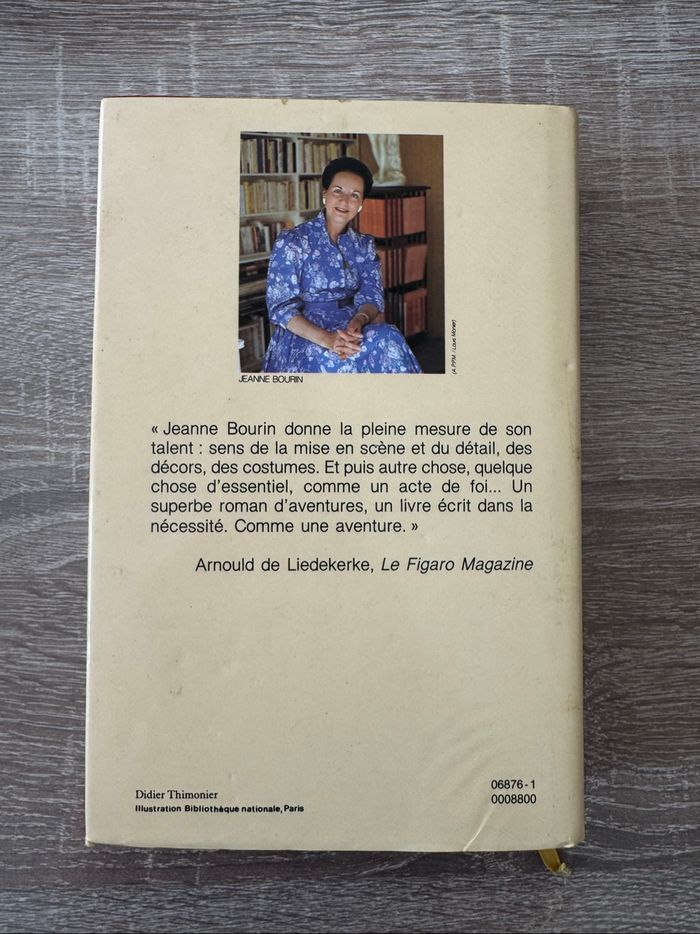 (A.P.P.M. / Louis Monier)
JEANNE BOURIN
« Jeanne Bourin donne la pleine mesure de son
talent : sens de la mise en scène et du détail, des
décors, des costumes. Et puis autre chose, quelque
chose d'essentiel, comme un acte de foi... Un
superbe roman d'aventures, un livre écrit dans la
nécessité. Comme une aventure. »
Arnould de Liedekerke, Le Figaro Magazine
Didier Thimonier
Illustration Bibliothèque nationale, Paris
06876-1
0008800